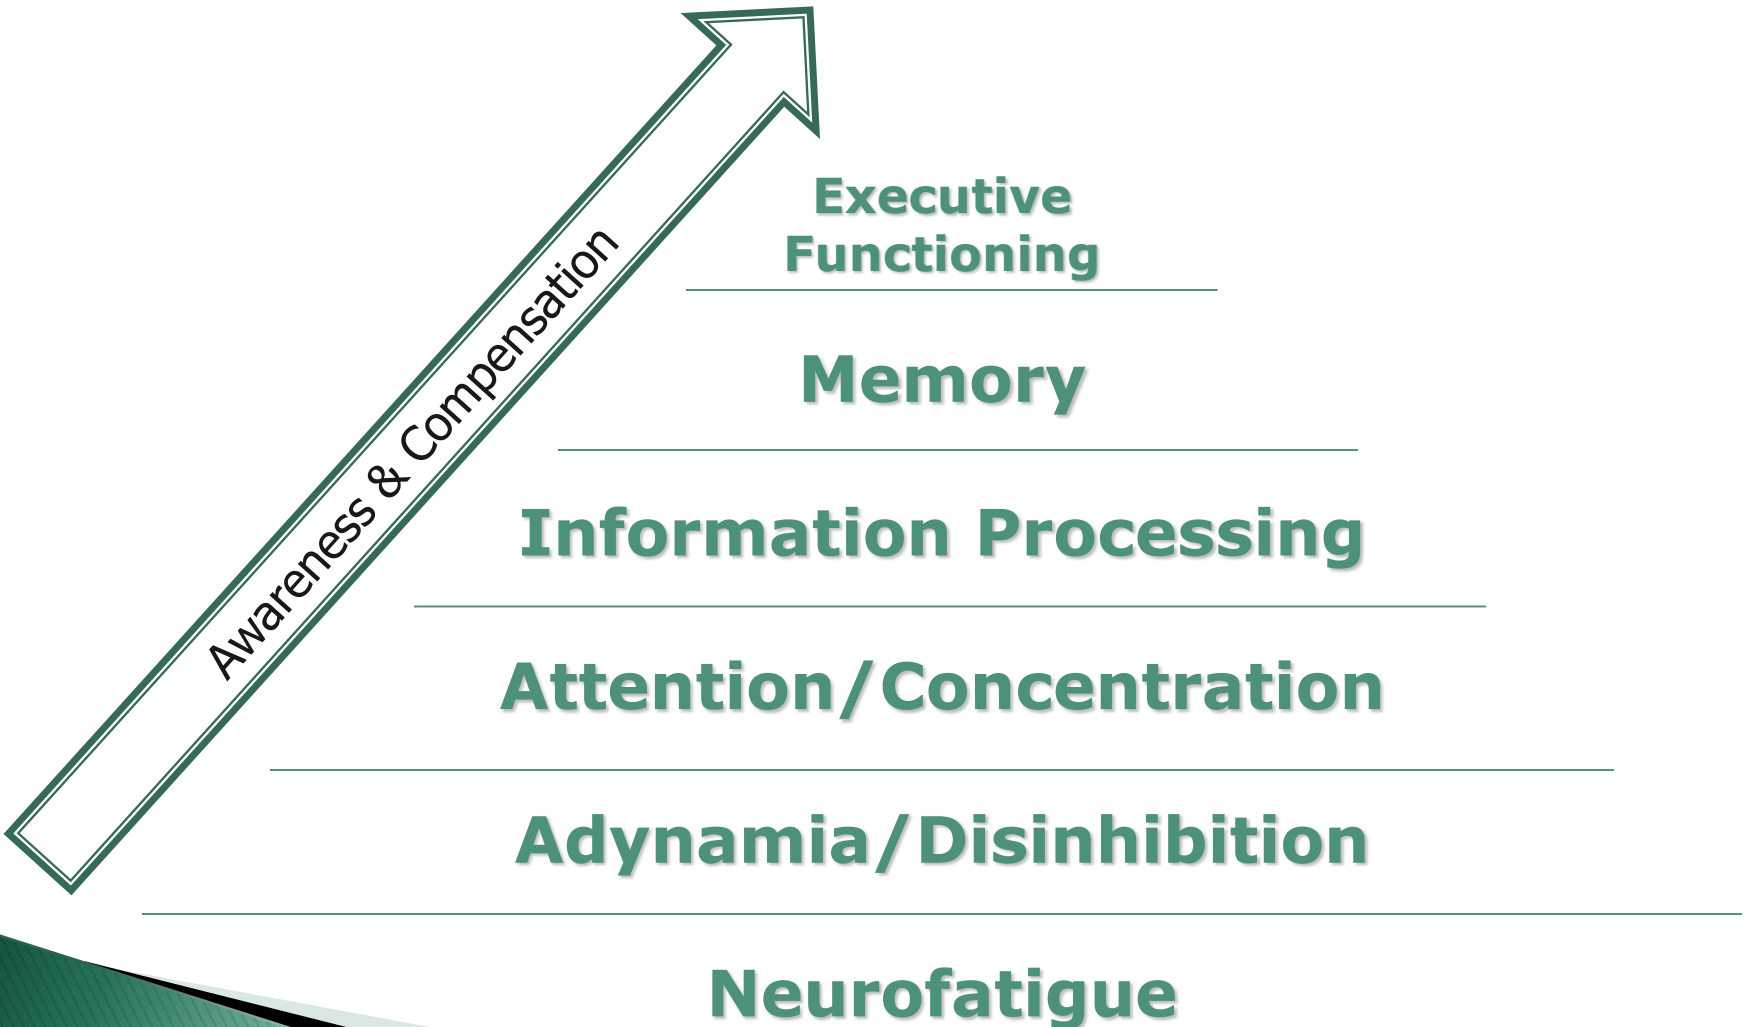 Executive
Functioning
Awareness & Compensation
Memory
Information Processing
Attention/Concentration
Adynamia/Disinhibition
Neurofatigue